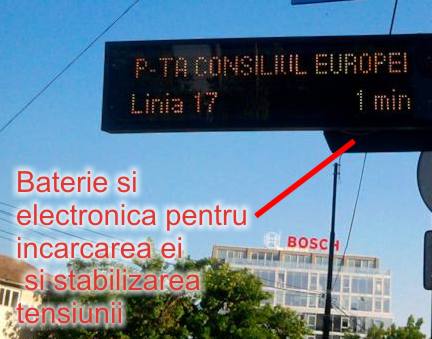 P-TA CONSILIUL EUROPEI
Linia 17 1 min
Baterie si
electronica pentru
incarcarea ei
si stabilizarea
tensiunii
BOSCH